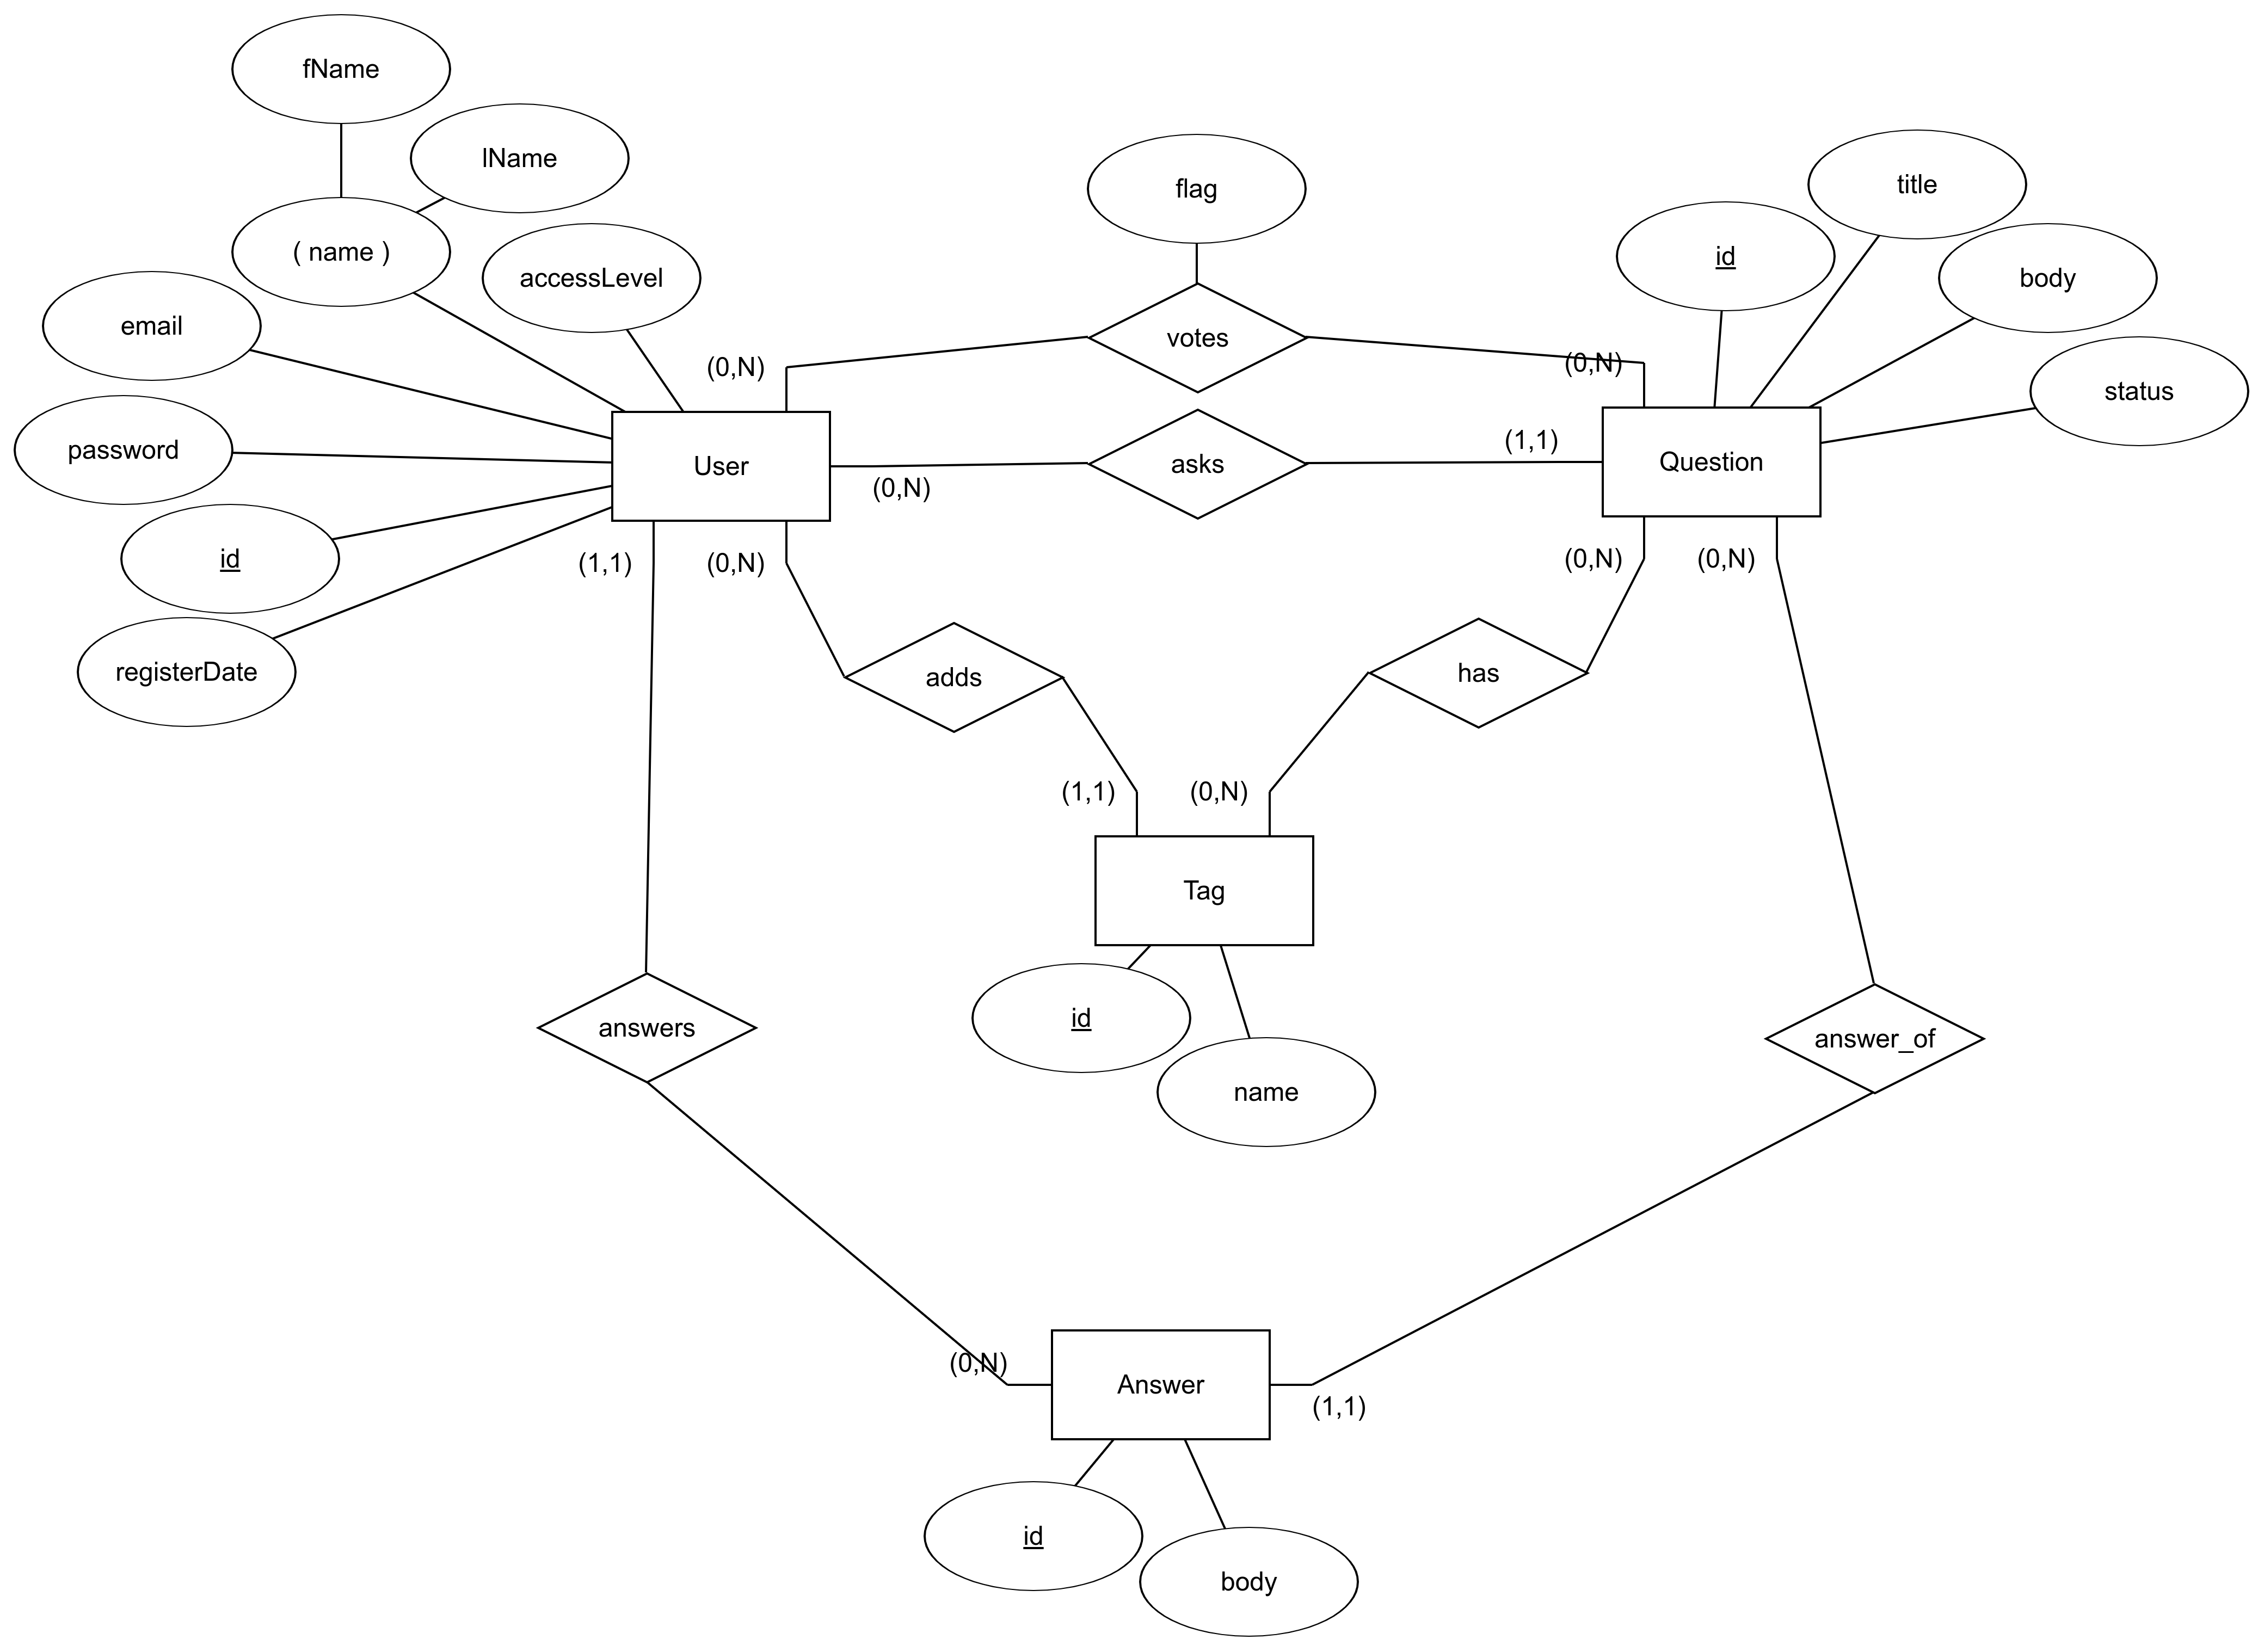 fName
lName
( name )
accessLevel
email
password
id
registerDate
flag
votes
(0,N)
(0,N)
title
id
body
status
User
asks
Question
(0,N)
(1,1)
(1,1)
(0,N)
(0,N)
(0,N)
adds
has
(1,1)
(0,N)
Tag
id
name
answers
answer_of
(0,N)
Answer
(1,1)
id
body